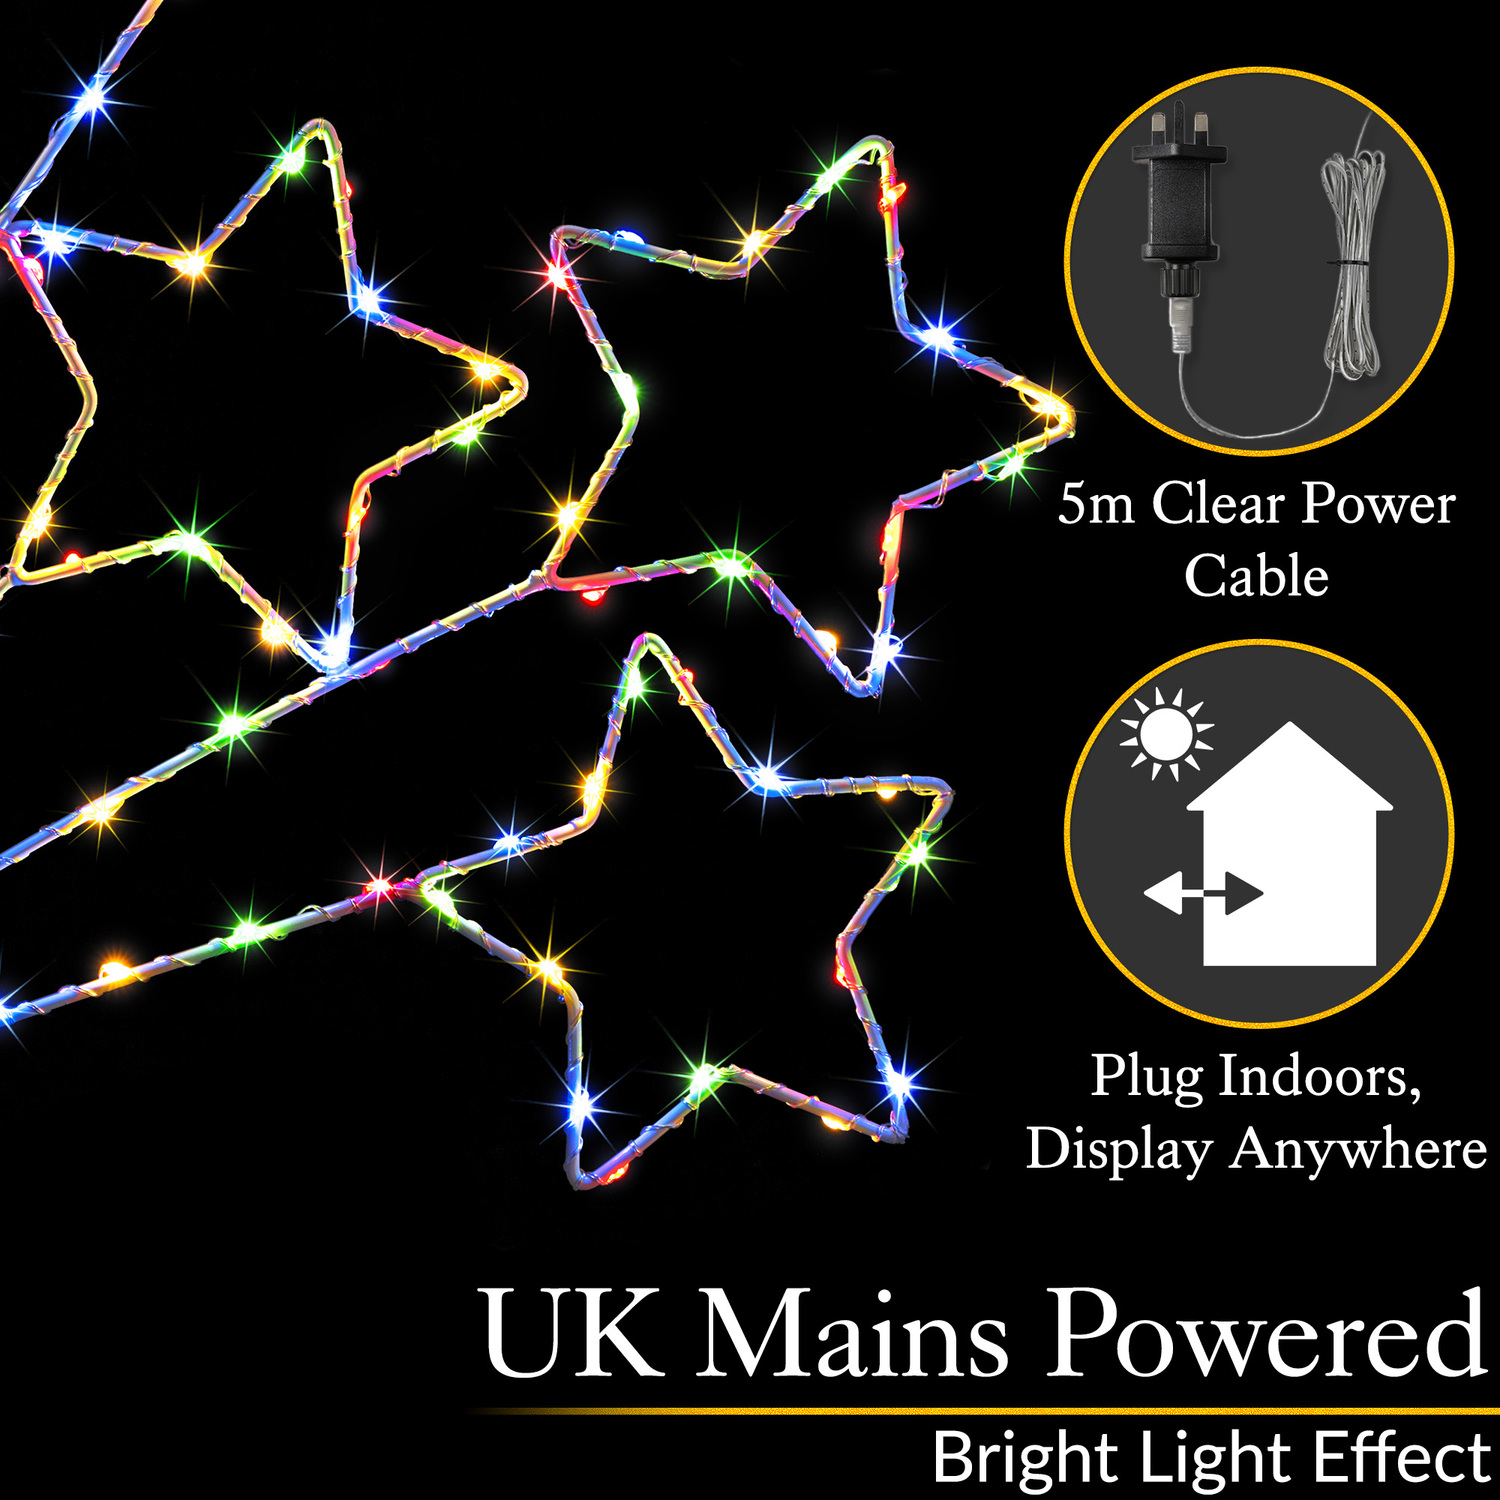 5m Clear Power
Cable
Plug Indoors,
Display Anywhere
UK Mains Powered
Bright Light Effect